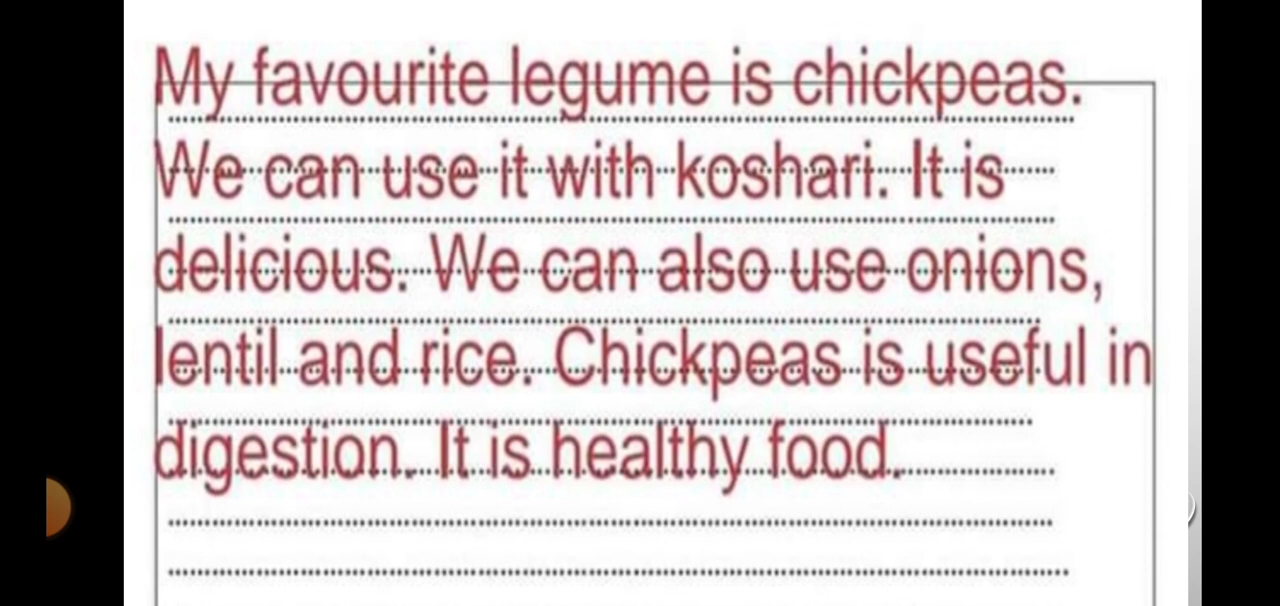 My favourite legume is chickpeas.
We can use it with koshari. It is
delicious. We can also use onions,
lentil and rice. Chickpeas is useful in
digestion. It is healthy food.